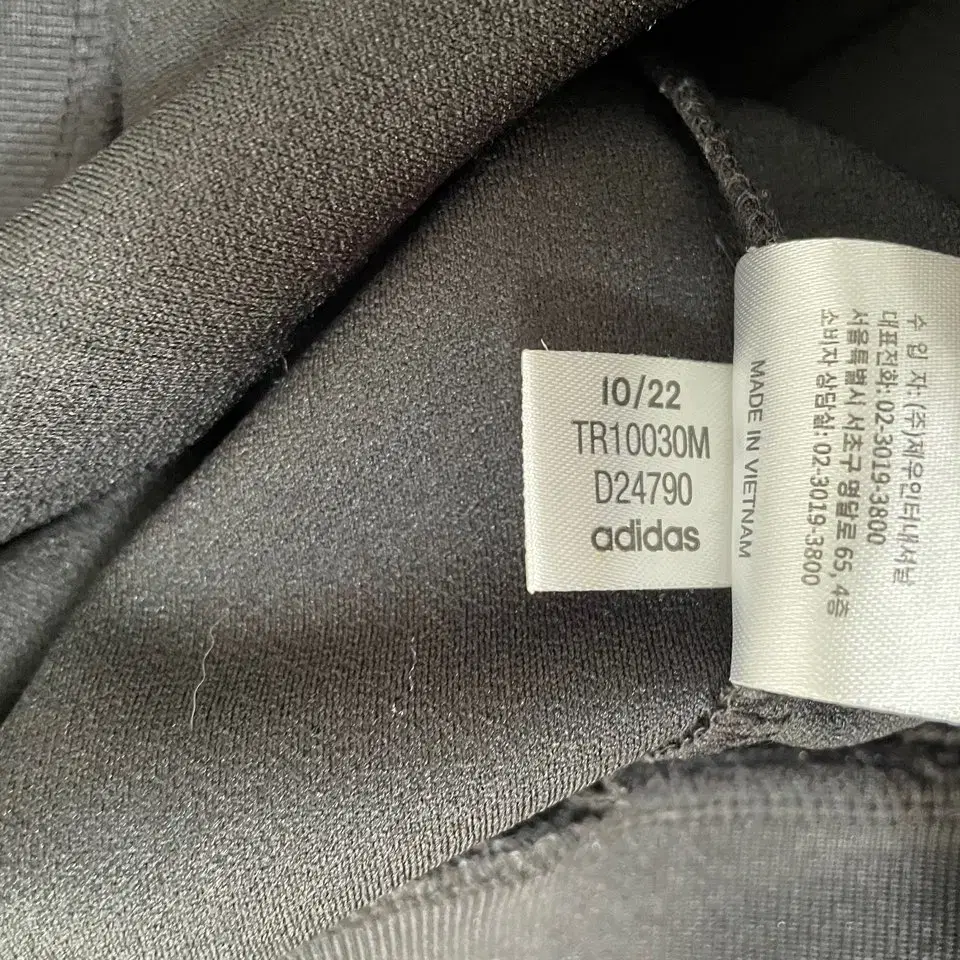 10/22
TR10030M
D24790
adidas
MADE IN VIETNAM
수 입 자: (주)제우인터내셔날
대표전화: 02-3019-3800
서울특별시 서초구 명달로 65, 4층
소비자 상담실: 02-3019-3800